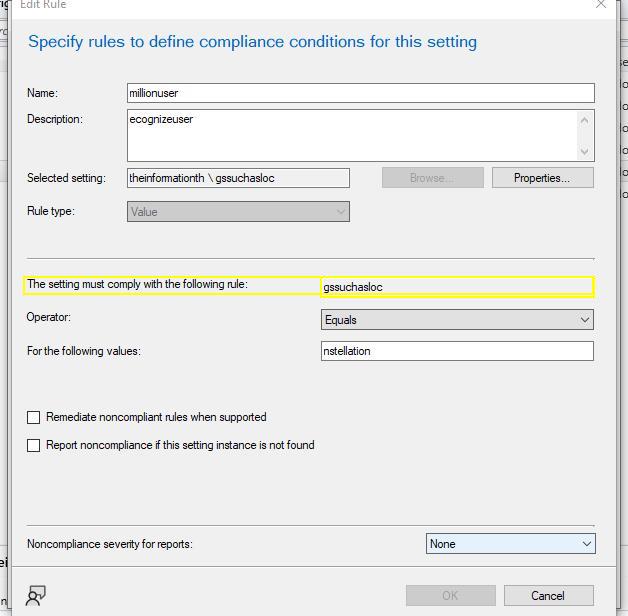 Edit Rule
Specify rules to define compliance conditions for this setting
Name: millionuser
Description: ecognizeuser
Selected setting: theinformationth \ gssuchasloc Browse... Properties...
Rule type: Value
The setting must comply with the following rule: gssuchasloc
Operator: Equals
For the following values: nstellation
Remediate noncompliant rules when supported
Report noncompliance if this setting instance is not found
Noncompliance severity for reports: None
OK Cancel